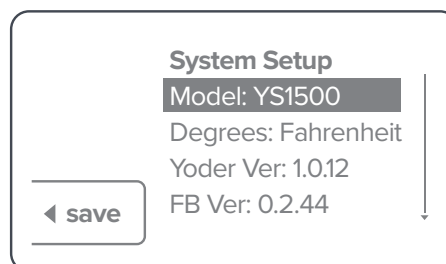 System Setup
Model: YS1500
Degrees: Fahrenheit
Yoder Ver: 1.0.12
FB Ver: 0.2.44
save